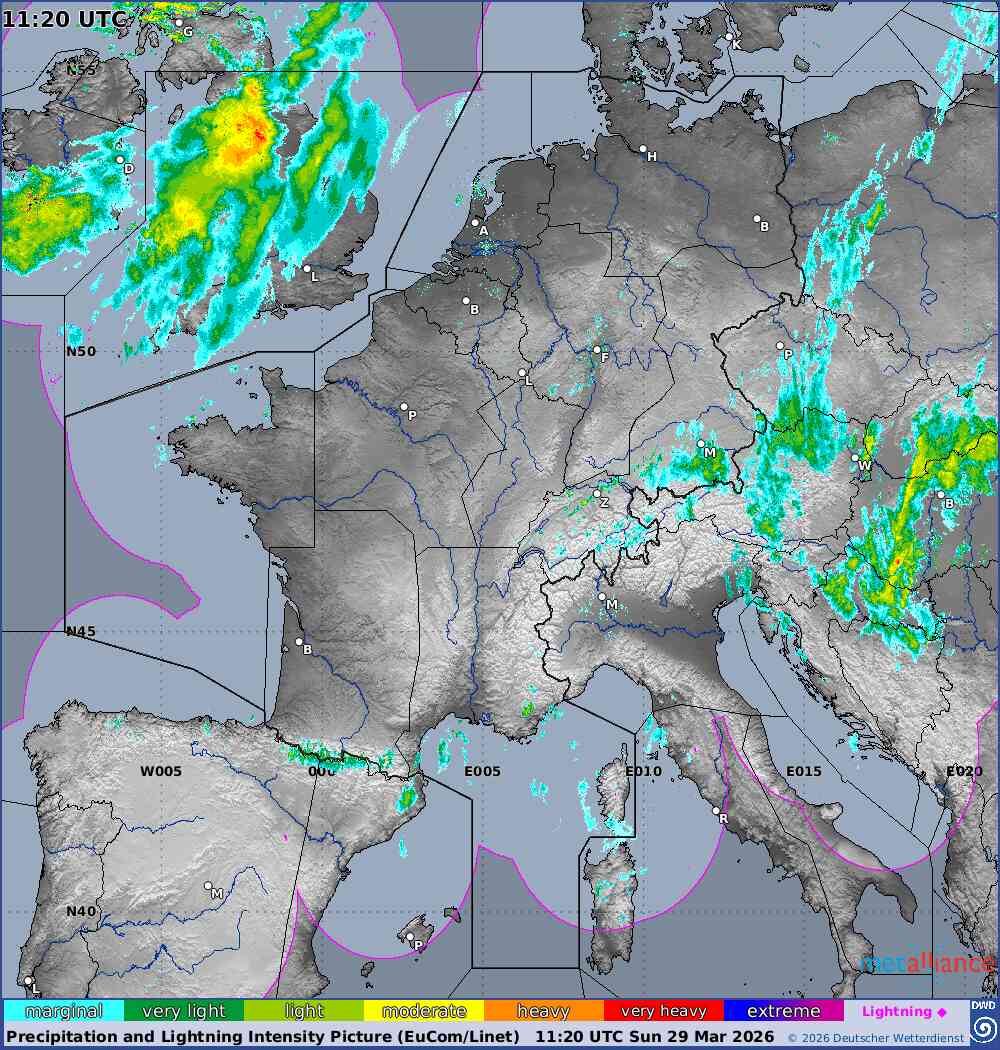 11:20 UTC
G
K
N55
D
H
A
B
L
B
N50
P
F
L
P
M
W
Z
B
M
N45
B
W005
000
E005
E010
E015
E020
R
M
N40
P
L
metalliance
marginal very light light moderate heavy very heavy extreme Lightning ◆
DWD
Precipitation and Lightning Intensity Picture (EuCom/Linet) 11:20 UTC Sun 29 Mar 2026 © 2026 Deutscher Wetterdienst